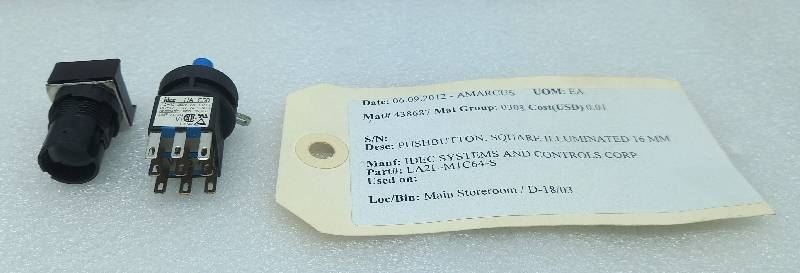 idec
Date: 06.09.2012 - AMARCUS UOM: EA
Mat# 438627 Mat Group: 0303 Cost(USD) 0.01
S/N:
Desc: PUSHBUTTON, SQUARE ILLUMINATED 16 MM
Manf: IDEC SYSTEMS AND CONTROLS CORP
Part#: LA2L-M1C64-S
Used on:
Loc/Bin: Main Storeroom / D-18/03